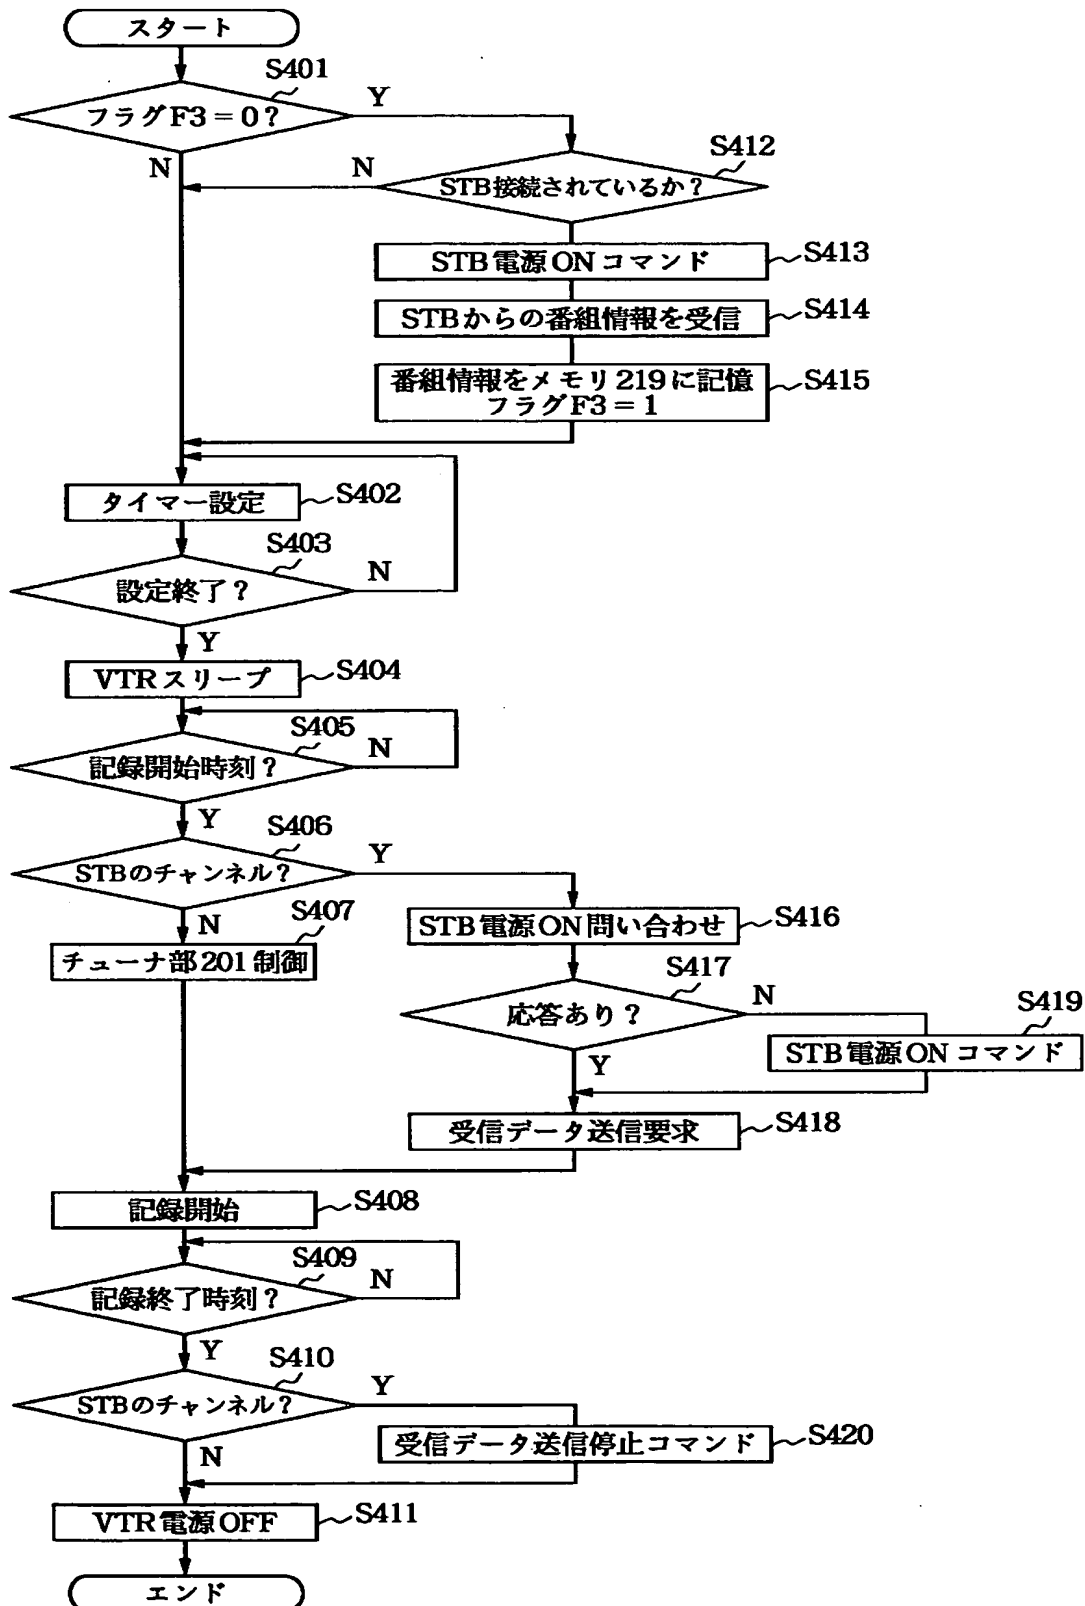 スタート
S401
フラグF3=0?
Y
N
S412
STB接続されているか?
N
STB電源ONコマンド
S413
STBからの番組情報を受信
S414
番組情報をメモリ219に記憶
フラグF3=1
S415
タイマー設定
S402
S403
設定終了?
N
Y
VTRスリープ
S404
S405
記録開始時刻?
N
Y
S406
STBのチャンネル?
Y
N
S407
チューナ部201制御
STB電源ON問い合わせ
S416
S417
応答あり?
N
Y
S419
STB電源ONコマンド
受信データ送信要求
S418
記録開始
S408
S409
記録終了時刻?
N
Y
S410
STBのチャンネル?
Y
N
受信データ送信停止コマンド
S420
VTR電源OFF
S411
エンド